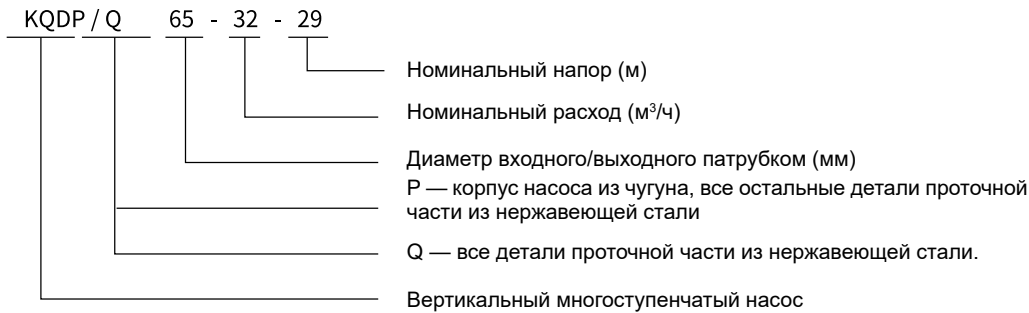 KQDP / Q 65 - 32 - 29
Номинальный напор (м)
Номинальный расход (м³/ч)
Диаметр входного/выходного патрубком (мм)
P — корпус насоса из чугуна, все остальные детали проточной
части из нержавеющей стали
Q — все детали проточной части из нержавеющей стали.
Вертикальный многоступенчатый насос